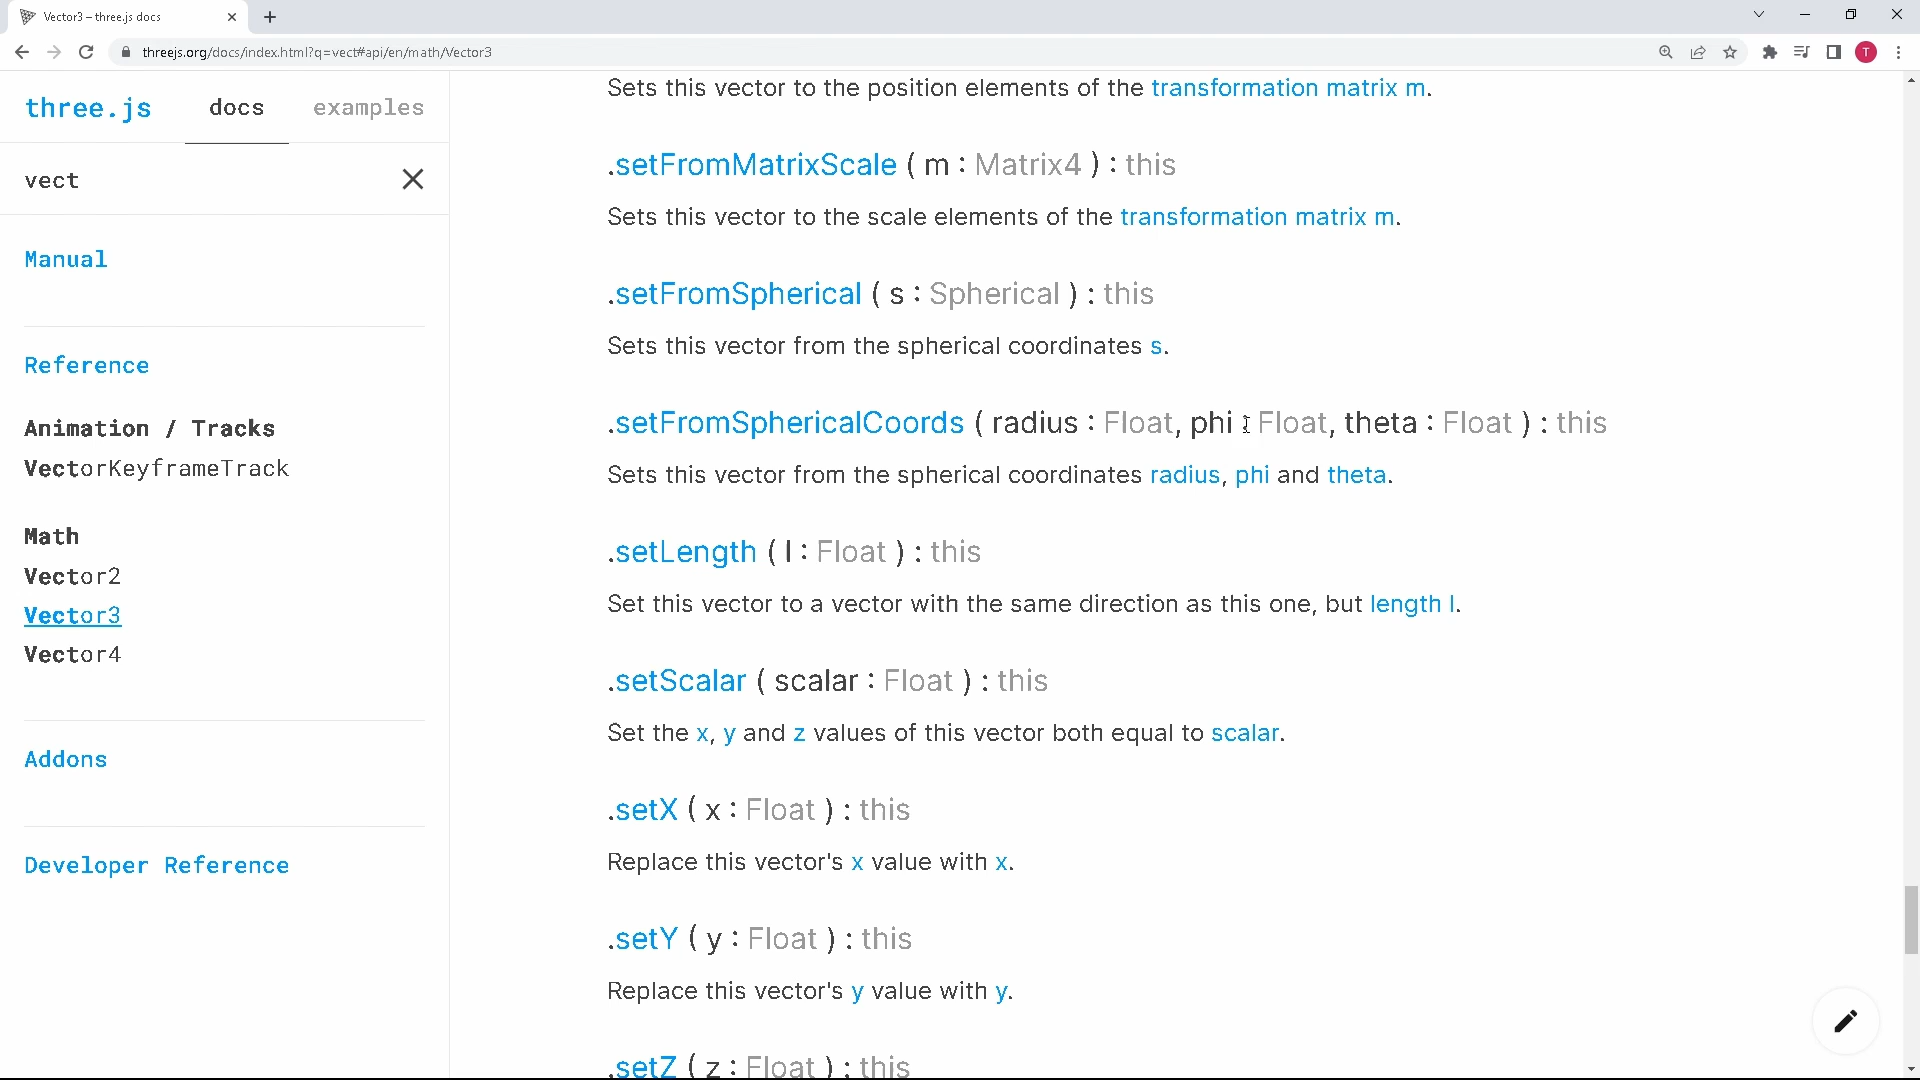 Vector3 – three.js docs
threejs.org/docs/index.html?q=vect#api/en/math/Vector3
T
three.js docs examples
vect
Manual
Reference
Animation / Tracks
VectorKeyframeTrack
Math
Vector2
Vector3
Vector4
Addons
Developer Reference
Sets this vector to the position elements of the transformation matrix m.
.setFromMatrixScale ( m : Matrix4 ) : this
Sets this vector to the scale elements of the transformation matrix m.
.setFromSpherical ( s : Spherical ) : this
Sets this vector from the spherical coordinates s.
.setFromSphericalCoords ( radius : Float, phi : Float, theta : Float ) : this
Sets this vector from the spherical coordinates radius, phi and theta.
.setLength ( l : Float ) : this
Set this vector to a vector with the same direction as this one, but length l.
.setScalar ( scalar : Float ) : this
Set the x, y and z values of this vector both equal to scalar.
.setX ( x : Float ) : this
Replace this vector's x value with x.
.setY ( y : Float ) : this
Replace this vector's y value with y.
.setZ ( z : Float ) : this